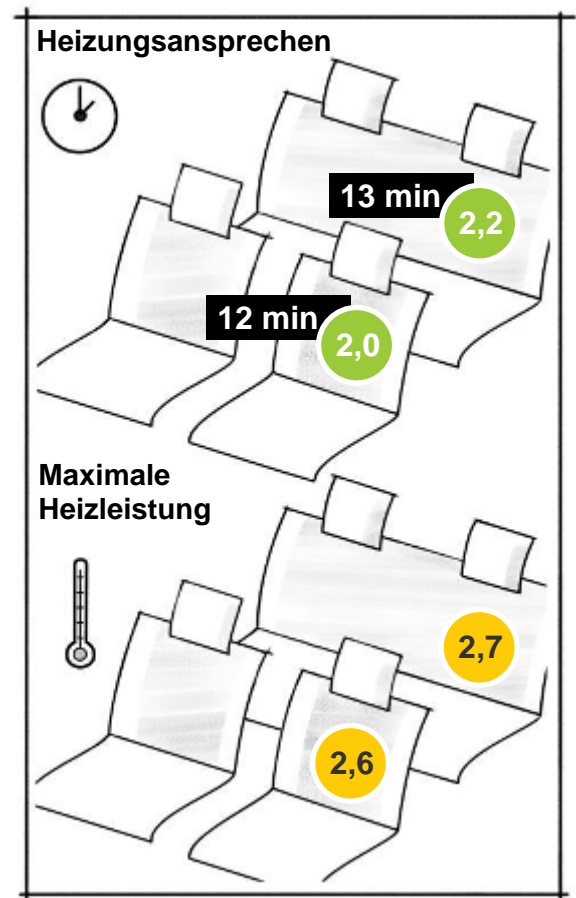 Heizungsansprechen
13 min
2,2
12 min
2,0
Maximale
Heizleistung
2,7
2,6